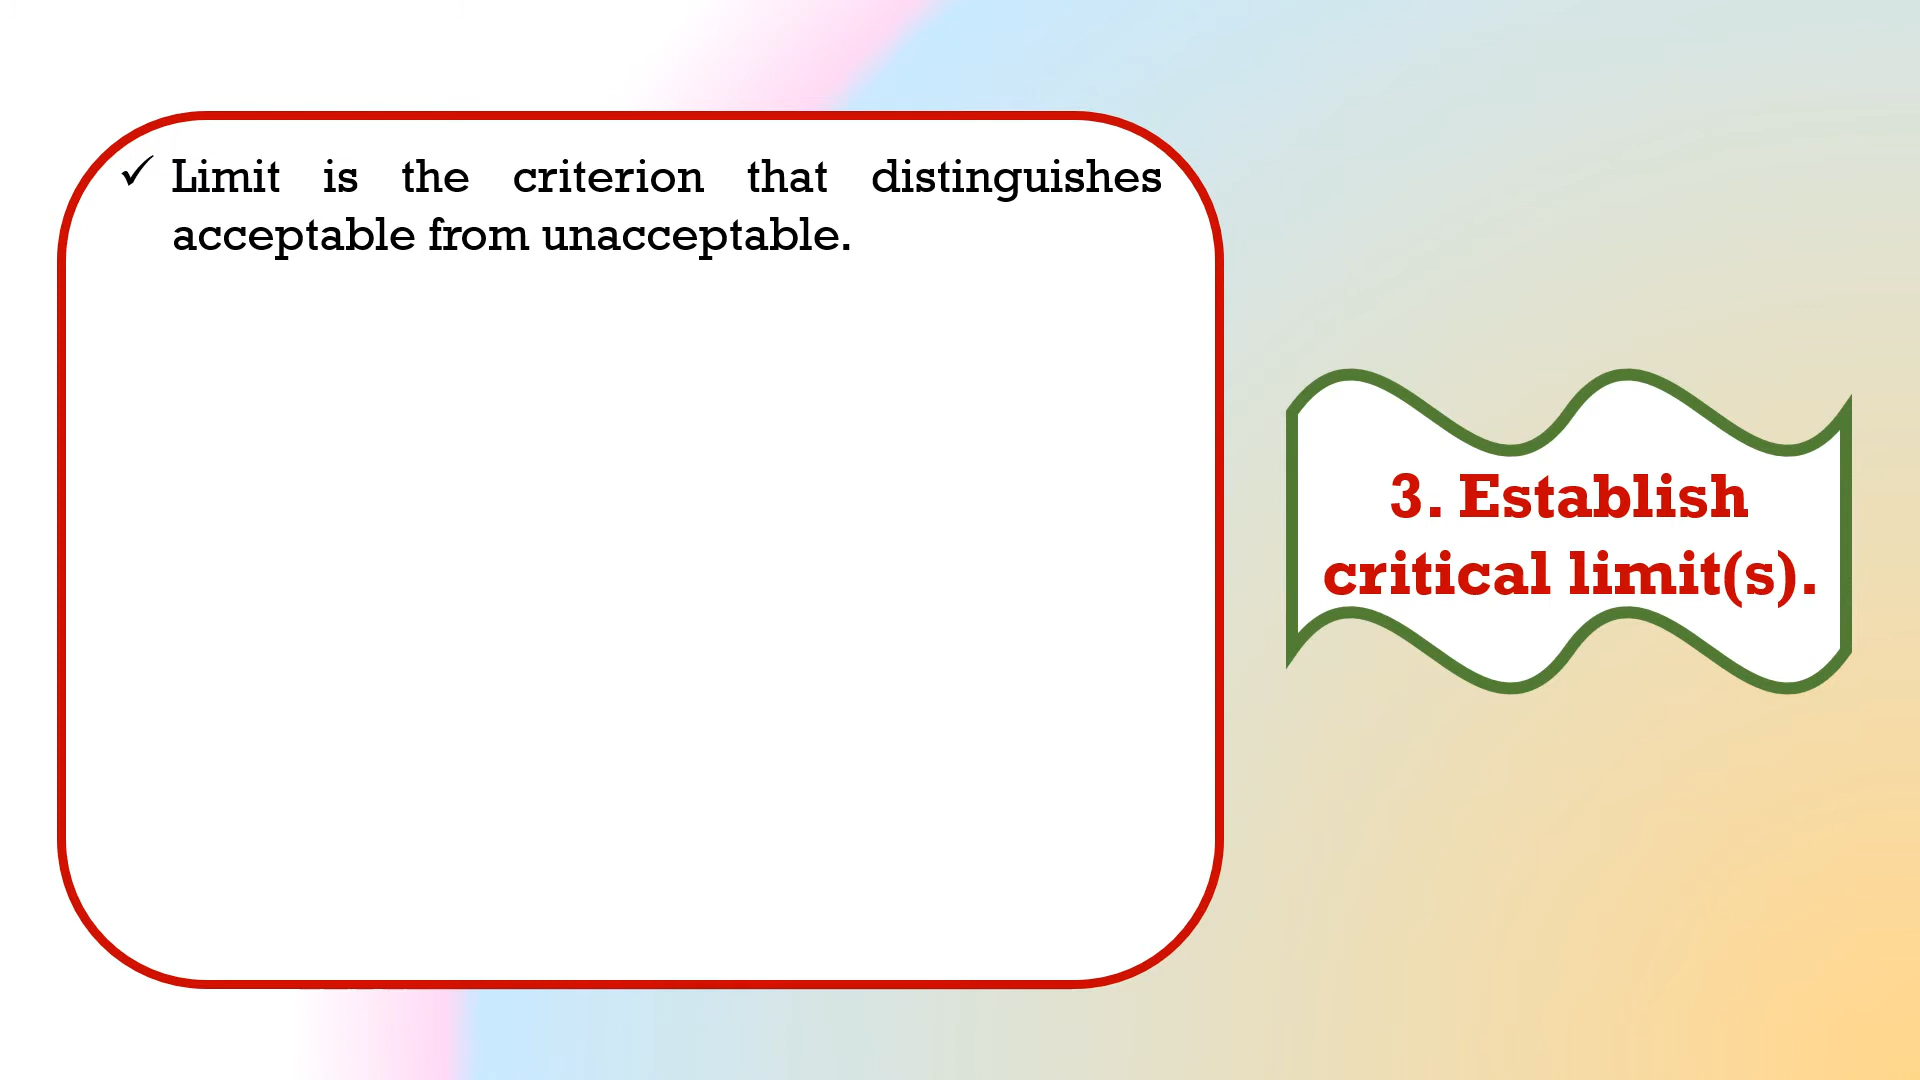 ✓ Limit is the criterion that distinguishes
acceptable from unacceptable.
3. Establish
critical limit(s).